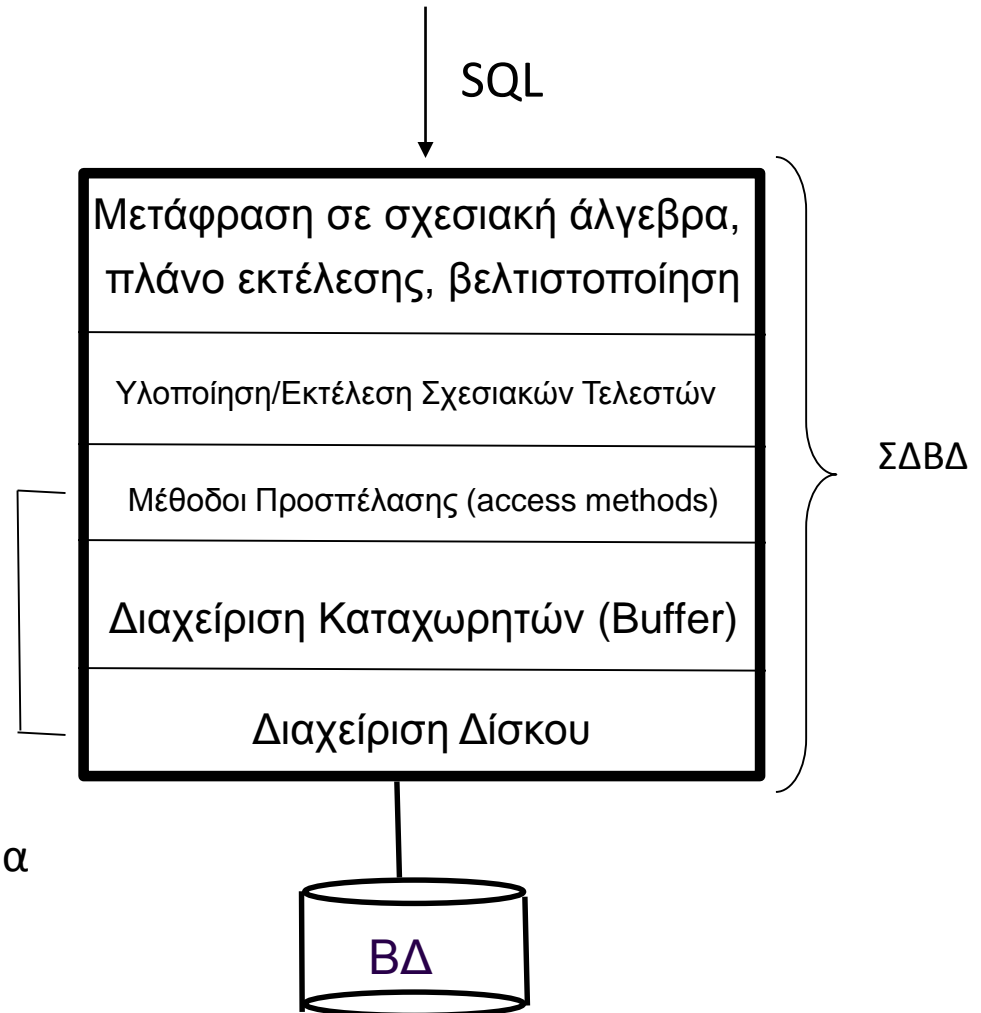 SQL
Μετάφραση σε σχεσιακή άλγεβρα,
πλάνο εκτέλεσης, βελτιστοποίηση
Υλοποίηση/Εκτέλεση Σχεσιακών Τελεστών
ΣΔΒΔ
Μέθοδοι Προσπέλασης (access methods)
Διαχείριση Καταχωρητών (Buffer)
Διαχείριση Δίσκου
α
ΒΔ